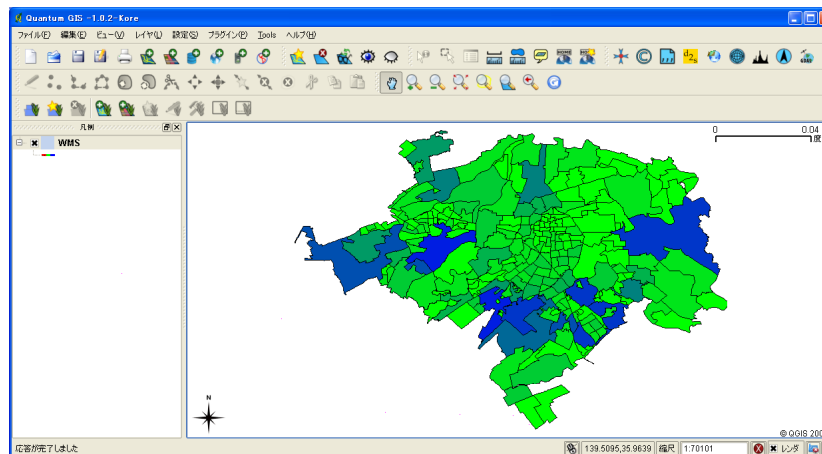 Quantum GIS -1.0.2-Kore
ファイル(F) 編集(E) ビュー(V) レイヤ(L) 設定(S) プラグイン(P) Tools ヘルプ(H)
凡例
WMS
0 0.04
度
N
© QGIS 200
応答が完了しました
139.5095,35.9639 縮尺 1:70101 レンダ